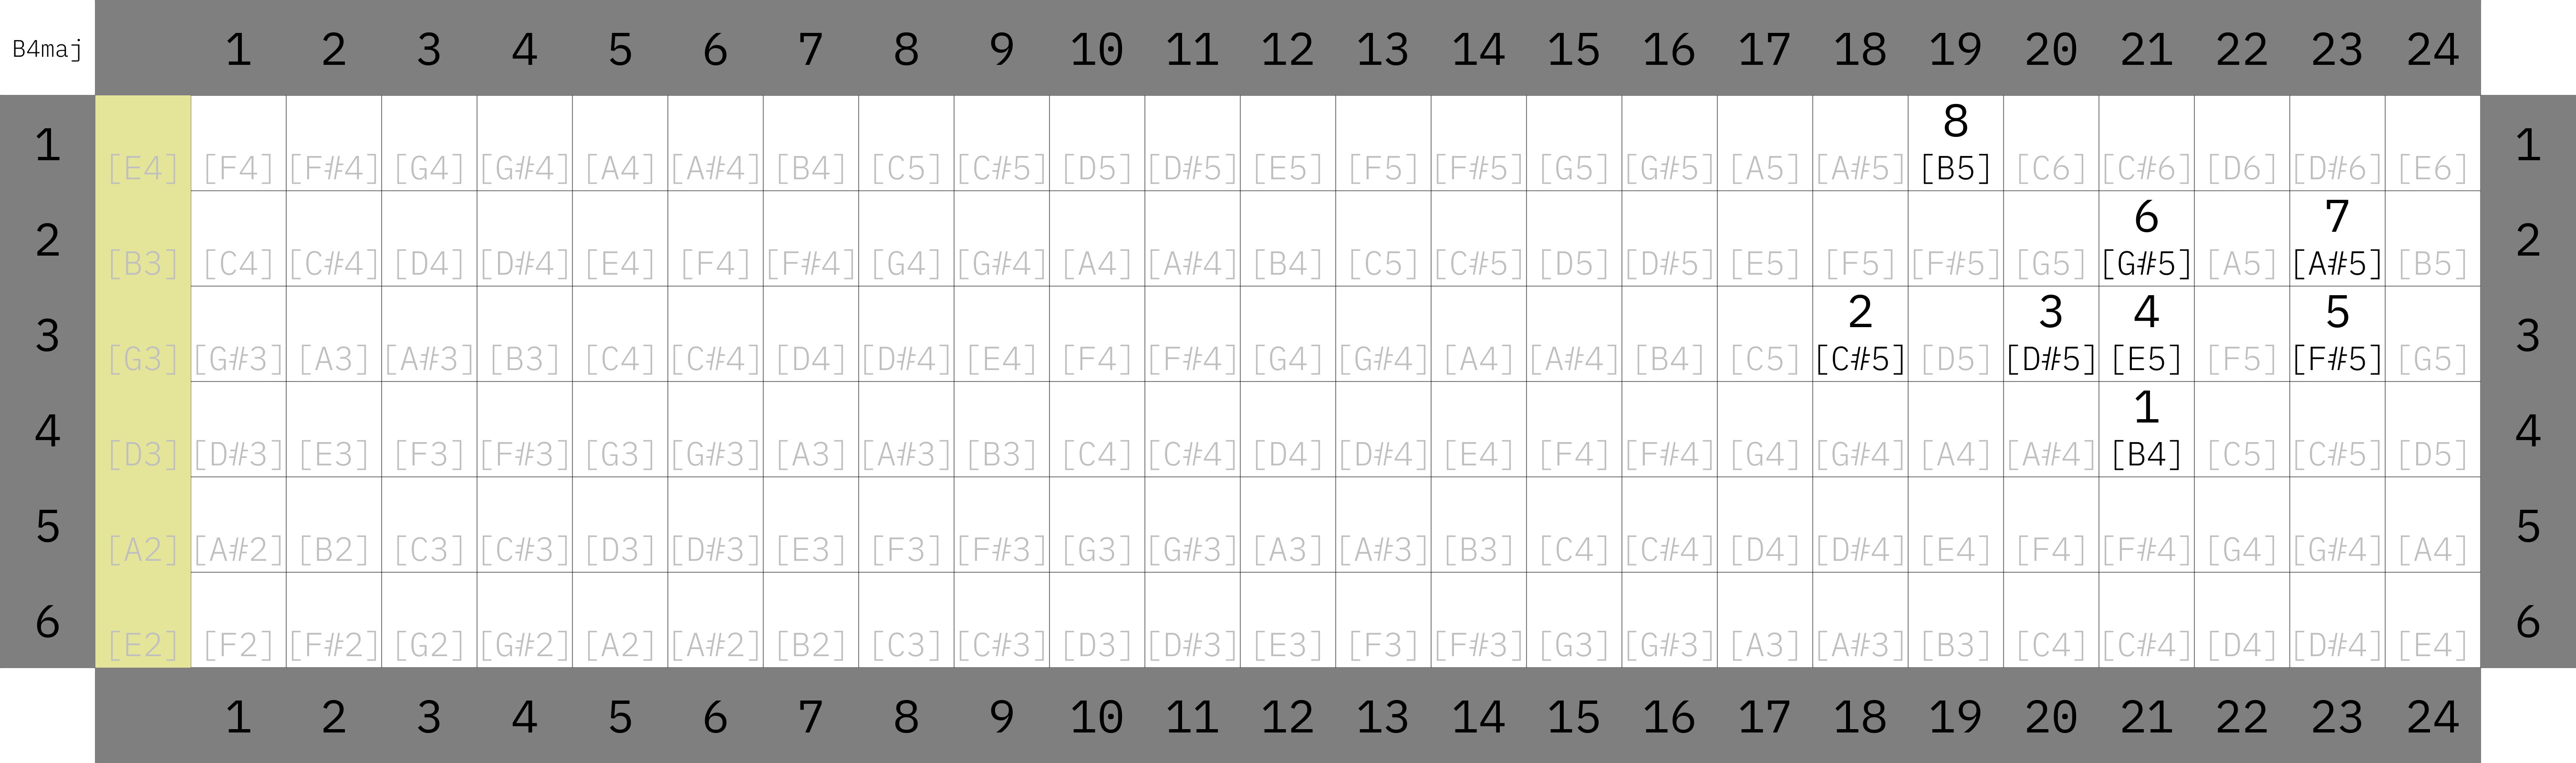 B4maj 1 2 3 4 5 6 7 8 9 10 11 12 13 14 15 16 17 18 19 20 21 22 23 24
8
1 [E4] [F4] [F#4] [G4] [G#4] [A4] [A#4] [B4] [C5] [C#5] [D5] [D#5] [E5] [F5] [F#5] [G5] [G#5] [A5] [A#5] [B5] [C6] [C#6] [D6] [D#6] [E6] 1
6 7
2 [B3] [C4] [C#4] [D4] [D#4] [E4] [F4] [F#4] [G4] [G#4] [A4] [A#4] [B4] [C5] [C#5] [D5] [D#5] [E5] [F5] [F#5] [G5] [G#5] [A5] [A#5] [B5] 2
2 3 4 5
3 [G3] [G#3] [A3] [A#3] [B3] [C4] [C#4] [D4] [D#4] [E4] [F4] [F#4] [G4] [G#4] [A4] [A#4] [B4] [C5] [C#5] [D5] [D#5] [E5] [F5] [F#5] [G5] 3
1
4 [D3] [D#3] [E3] [F3] [F#3] [G3] [G#3] [A3] [A#3] [B3] [C4] [C#4] [D4] [D#4] [E4] [F4] [F#4] [G4] [G#4] [A4] [A#4] [B4] [C5] [C#5] [D5] 4
5 [A2] [A#2] [B2] [C3] [C#3] [D3] [D#3] [E3] [F3] [F#3] [G3] [G#3] [A3] [A#3] [B3] [C4] [C#4] [D4] [D#4] [E4] [F4] [F#4] [G4] [G#4] [A4] 5
6 [E2] [F2] [F#2] [G2] [G#2] [A2] [A#2] [B2] [C3] [C#3] [D3] [D#3] [E3] [F3] [F#3] [G3] [G#3] [A3] [A#3] [B3] [C4] [C#4] [D4] [D#4] [E4] 6
1 2 3 4 5 6 7 8 9 10 11 12 13 14 15 16 17 18 19 20 21 22 23 24